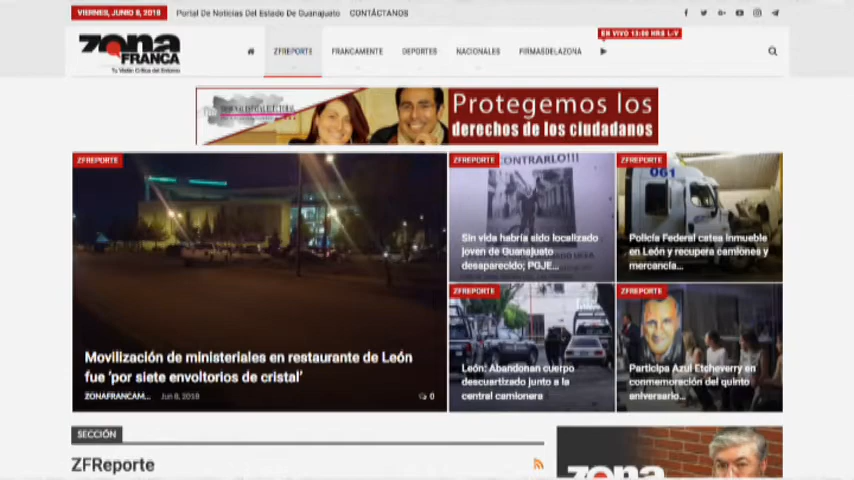 VIERNES, JUNIO 8, 2018
Portal De Noticias Del Estado De Guanajuato
CONTÁCTANOS
EN VIVO 13:00 HRS L-V
zona
FRANCA
Tu Visión Crítica del Entorno
ZFREPORTE
FRANCAMENTE
DEPORTES
NACIONALES
FIRMASDELAZONA
Protegemos los
derechos de los ciudadanos
ZFREPORTE
Movilización de ministeriales en restaurante de León
fue ‘por siete envoltorios de cristal’
ZONAFRANCAM...
Jun 8, 2018
0
ZFREPORTE
CONTRARLO!!!
Sin vida habría sido localizado
joven de Guanajuato
desaparecido; PGJE...
ZFREPORTE
061
Policía Federal catea inmueble
en León y recupera camiones y
mercancía...
ZFREPORTE
León: Abandonan cuerpo
descuartizado junto a la
central camionera
ZFREPORTE
Participa Azul Etcheverry en
conmemoración del quinto
aniversario...
SECCIÓN
ZFReporte
zona